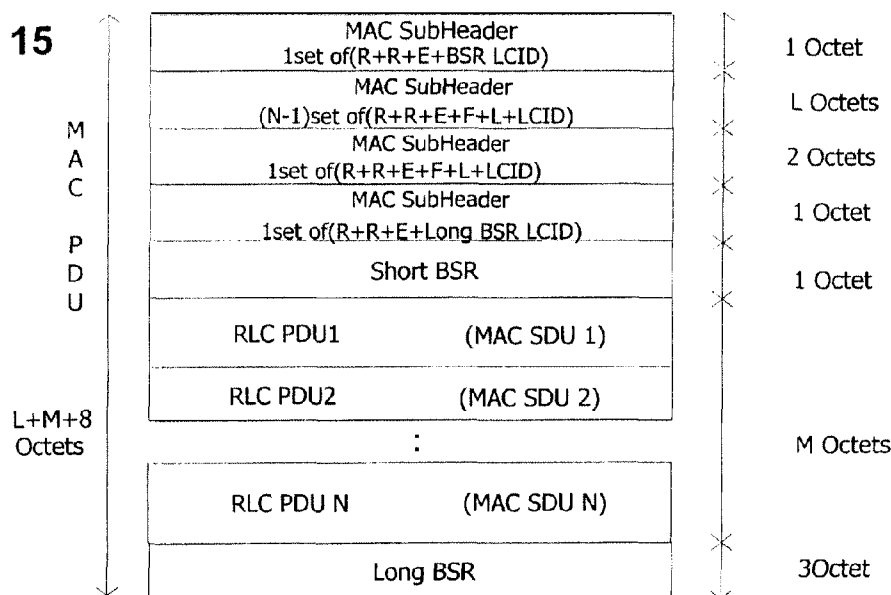 15
MAC SubHeader
1set of(R+R+E+BSR LCID)
1 Octet
MAC SubHeader
(N-1)set of(R+R+E+F+L+LCID)
L Octets
MAC SubHeader
1set of(R+R+E+F+L+LCID)
2 Octets
MAC SubHeader
1set of(R+R+E+Long BSR LCID)
1 Octet
Short BSR
1 Octet
M
A
C
P
D
U
RLC PDU1 (MAC SDU 1)
RLC PDU2 (MAC SDU 2)
:
L+M+8
Octets
M Octets
RLC PDU N (MAC SDU N)
Long BSR
3Octet